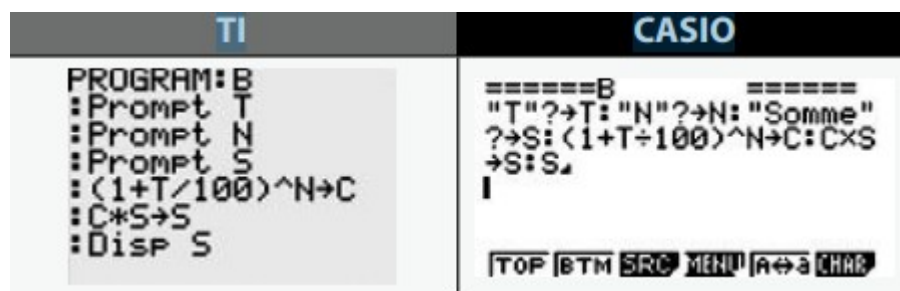 TI
CASIO
PROGRAM:B
:Prompt T
:Prompt N
:Prompt S
:(1+T/100)^N→C
:C*S→S
:Disp S
======B ======
"T"?→T:"N"?→N:"Somme"
?→S:(1+T÷100)^N→C:C×S
→S:S◢
TOP BTM SRC MENU A↔a CHAR